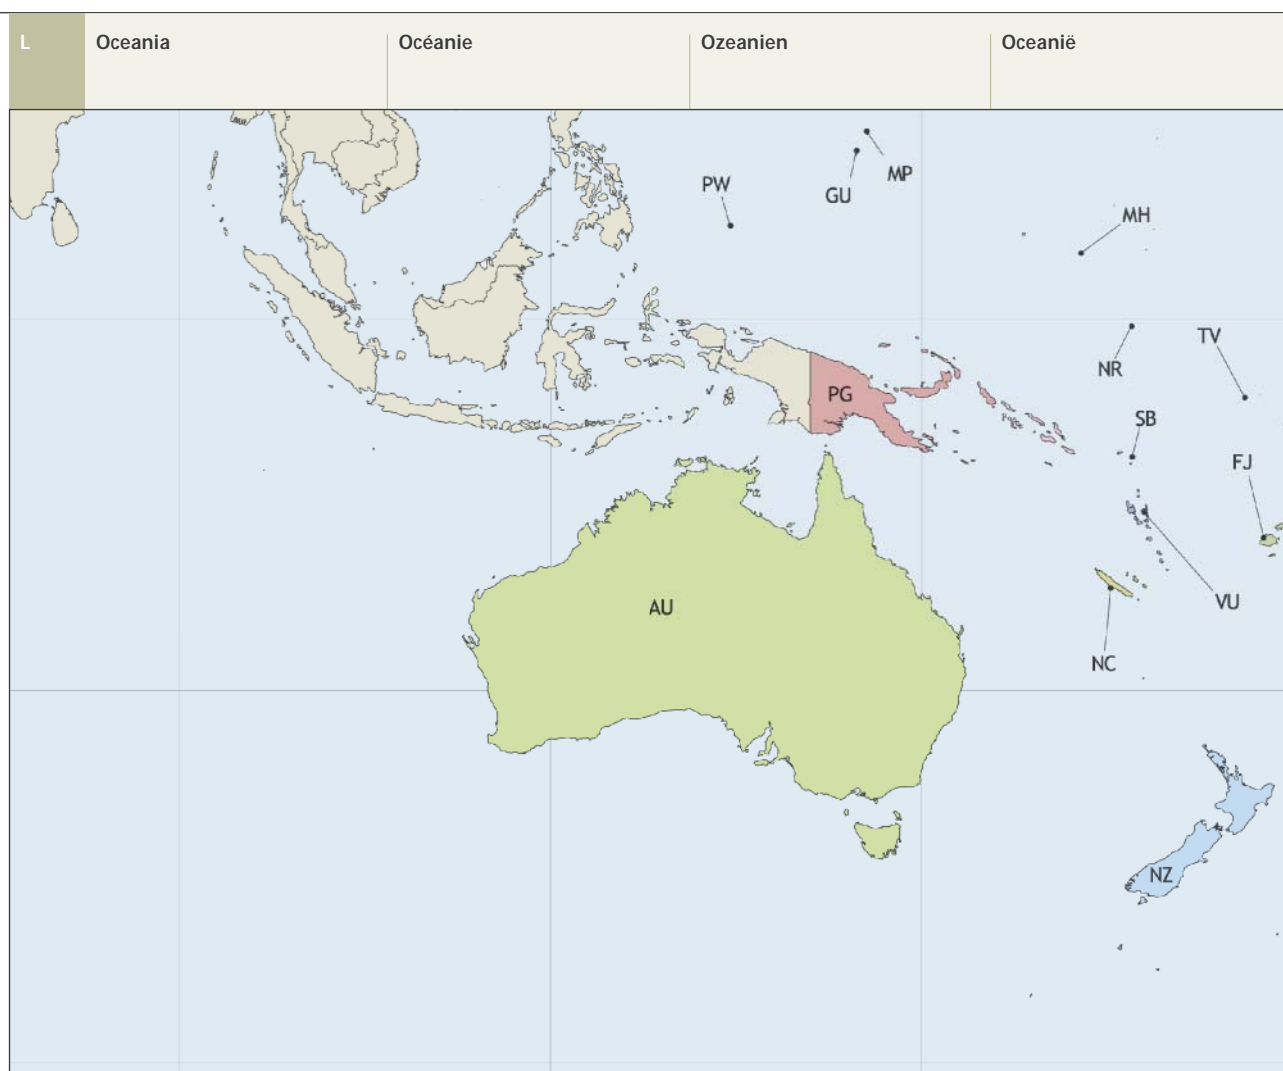 L Oceania Océanie Ozeanien Oceanië
MP
PW
GU
MH
TV
NR
PG
SB
FJ
AU
VU
NC
NZ